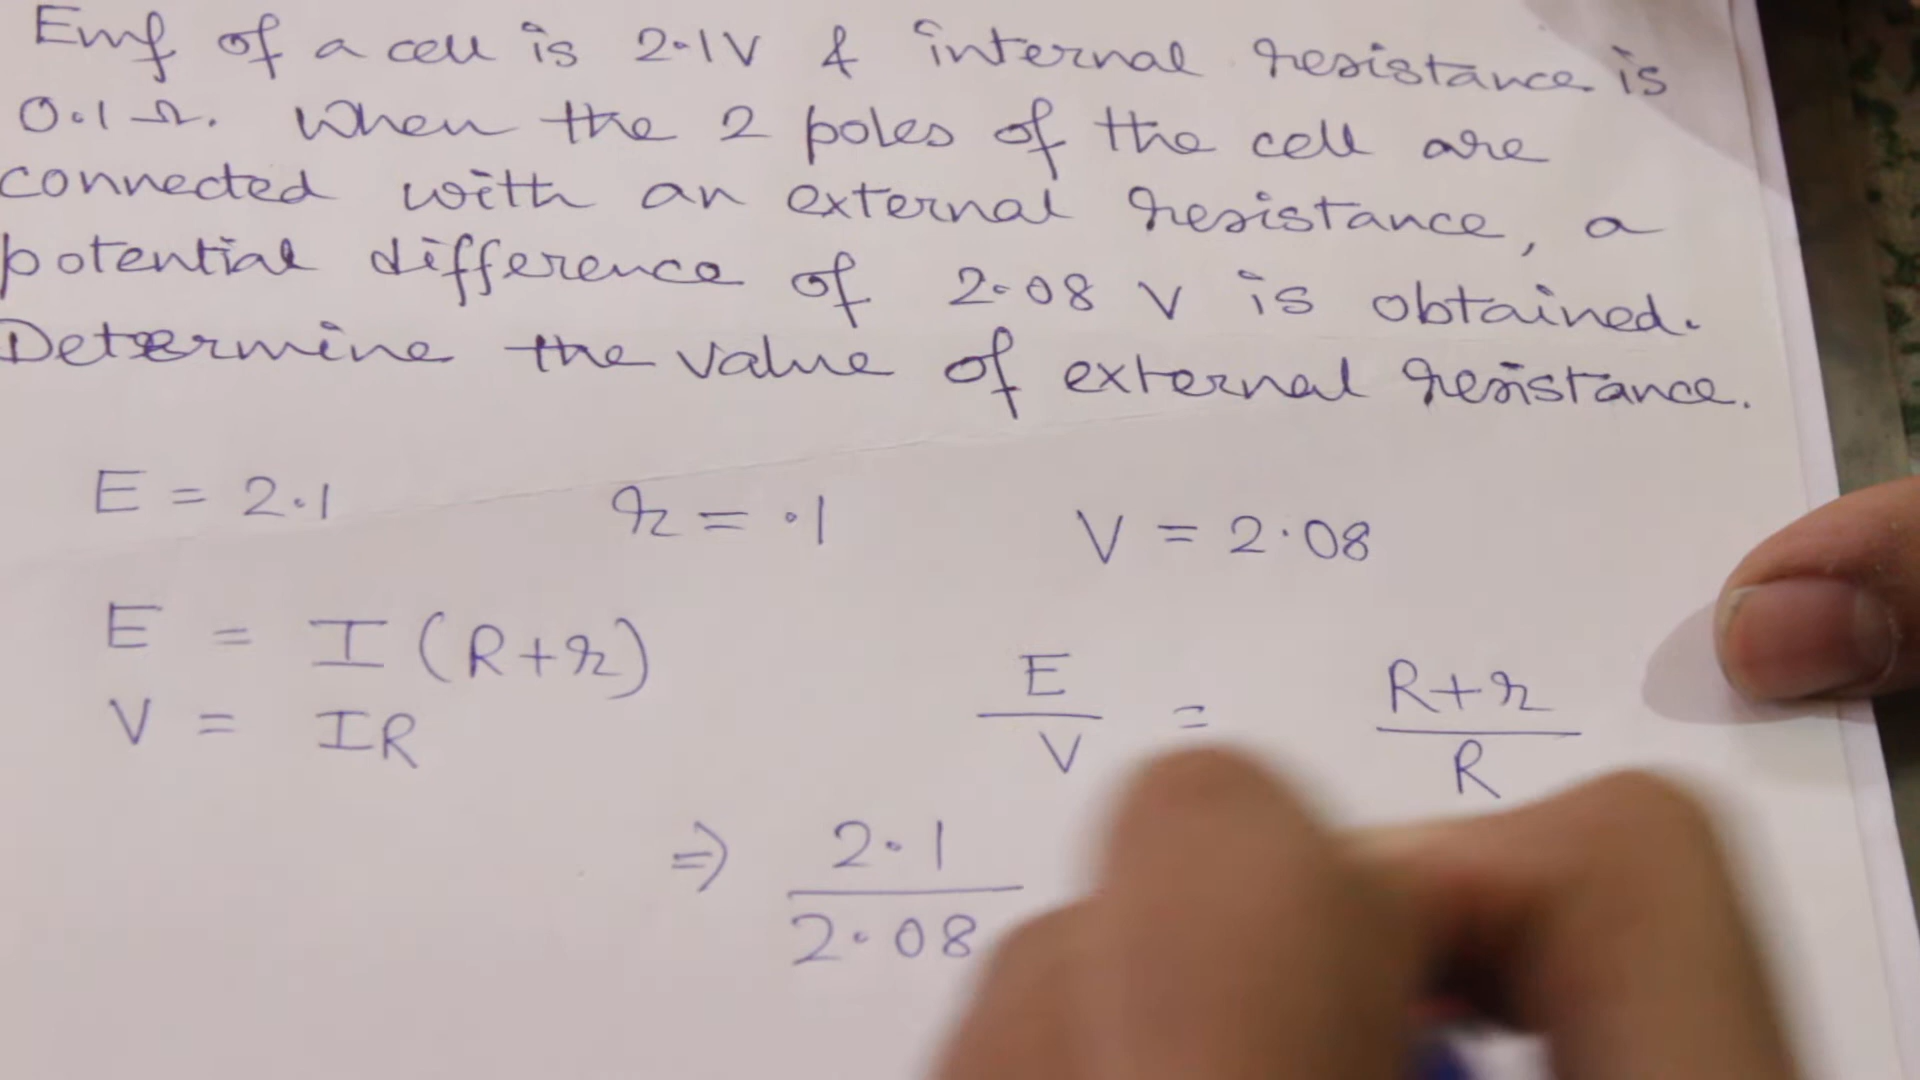 Emf of a cell is 2.1V & internal resistance is
0.1 Ω. When the 2 poles of the cell are
connected with an external resistance, a
potential difference of 2.08 V is obtained.
Determine the value of external resistance.
E = 2.1 r = .1 V = 2.08
E = I (R+r)
V = IR
E/V = R+r/R
⇒ 2.1/2.08